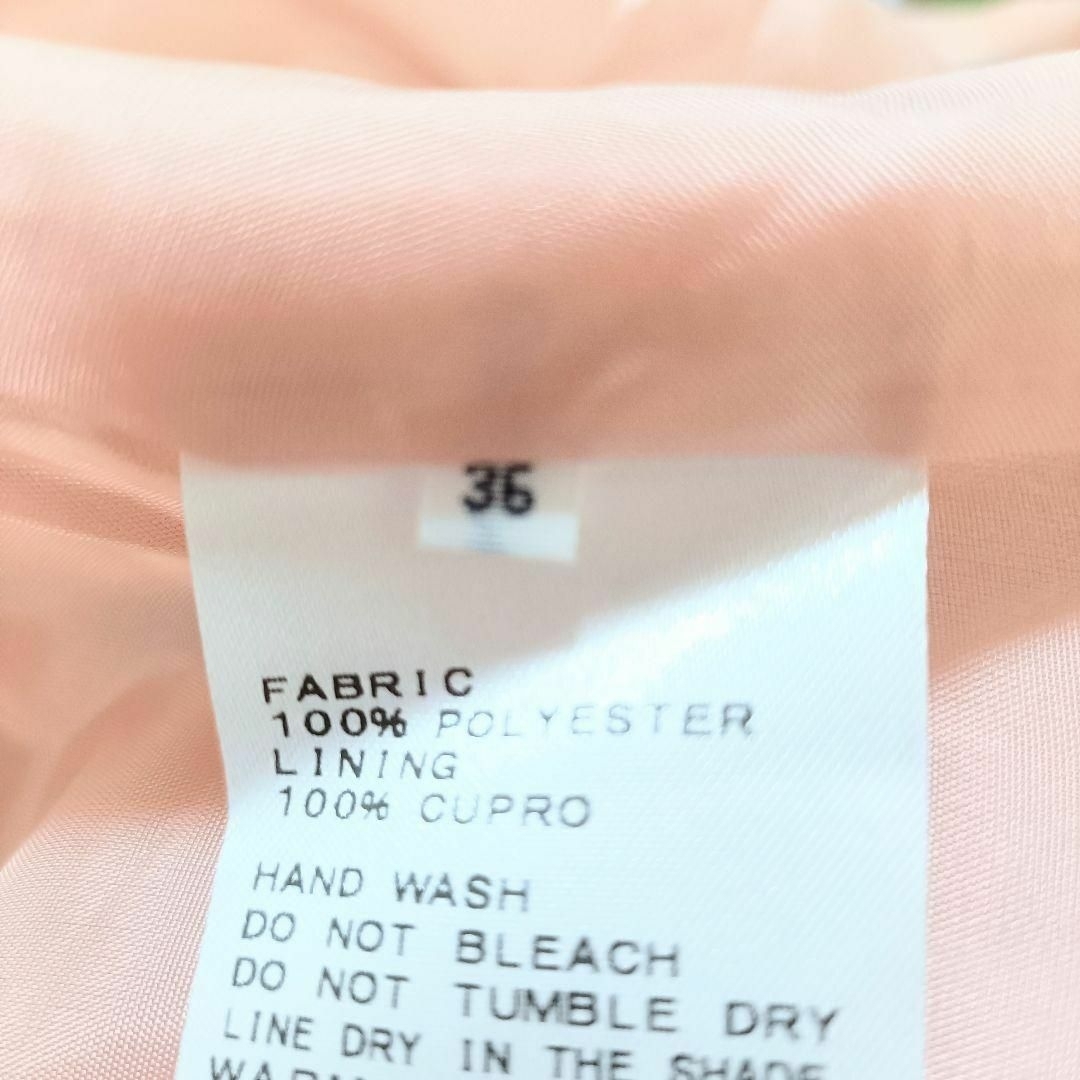 36
FABRIC
100% POLYESTER
LINING
100% CUPRO
HAND WASH
DO NOT BLEACH
DO NOT TUMBLE DRY
LINE DRY IN THE SHADE